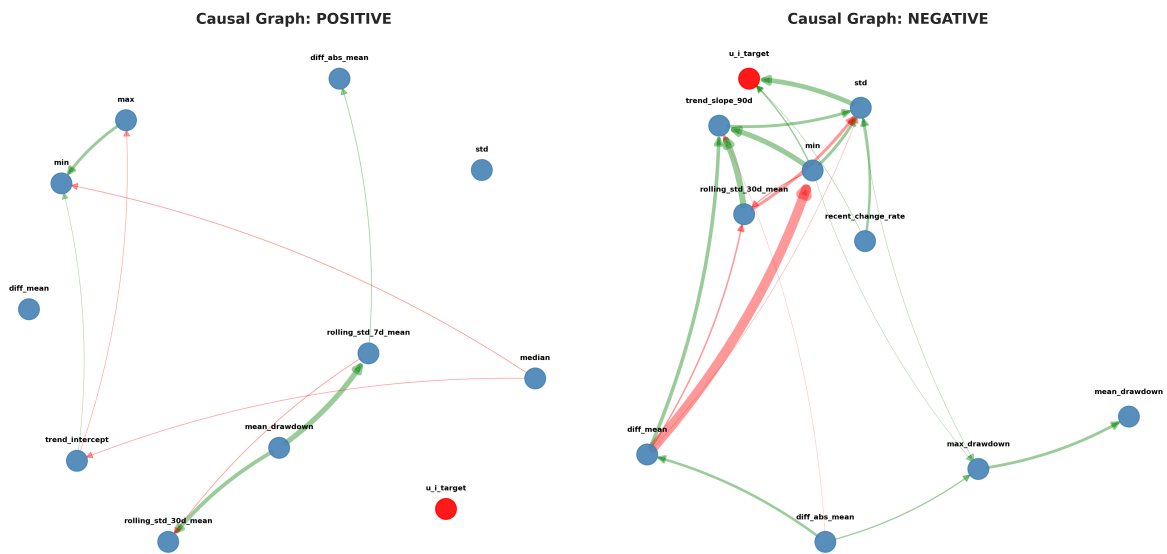 Causal Graph: POSITIVE
diff_abs_mean
max
std
min
diff_mean
rolling_std_7d_mean
median
mean_drawdown
trend_intercept
u_i_target
rolling_std_30d_mean
Causal Graph: NEGATIVE
u_i_target
std
trend_slope_90d
min
rolling_std_30d_mean
recent_change_rate
mean_drawdown
diff_mean
max_drawdown
diff_abs_mean